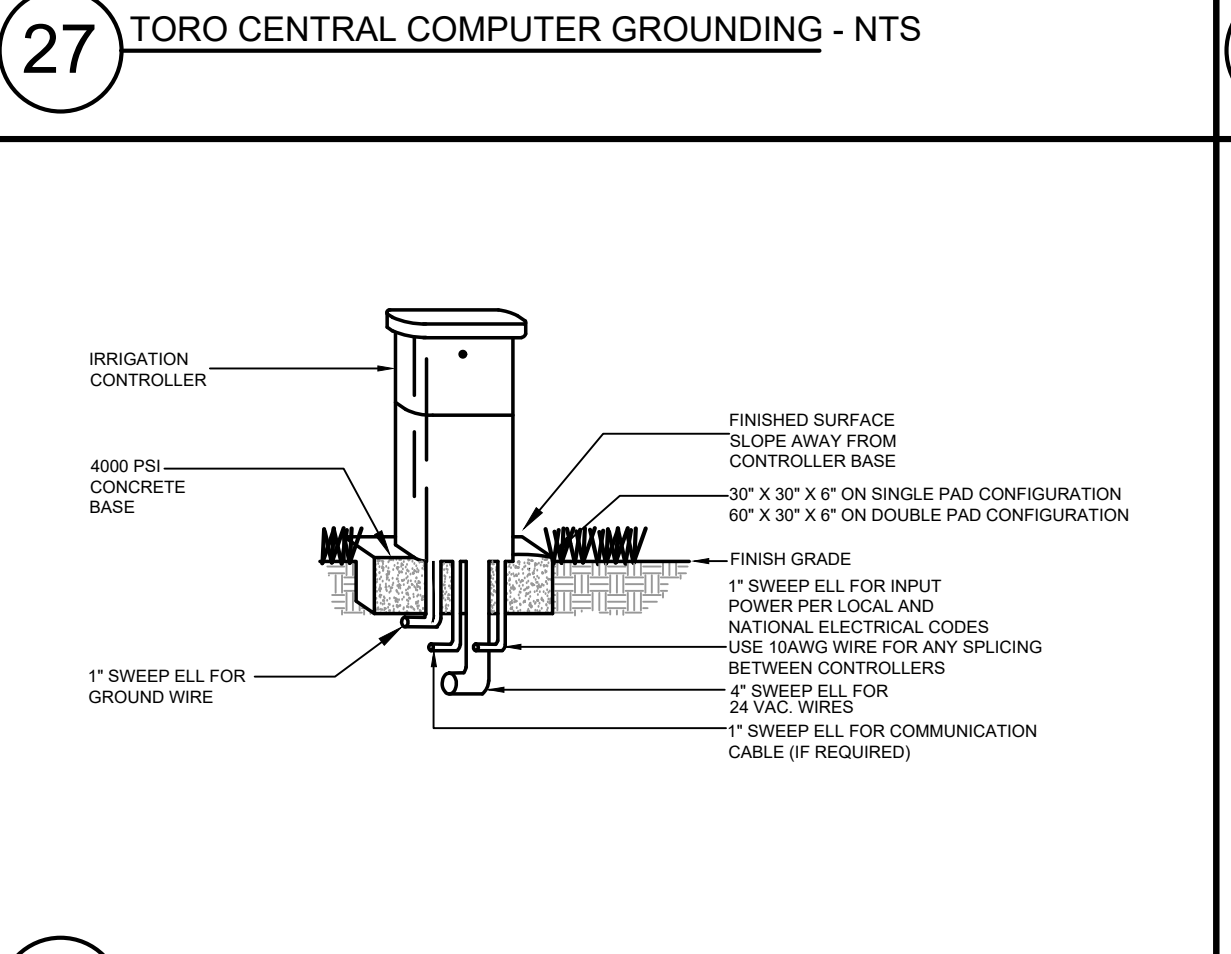 27
TORO CENTRAL COMPUTER GROUNDING - NTS
IRRIGATION
CONTROLLER
4000 PSI
CONCRETE
BASE
1" SWEEP ELL FOR
GROUND WIRE
FINISHED SURFACE
SLOPE AWAY FROM
CONTROLLER BASE
30" X 30" X 6" ON SINGLE PAD CONFIGURATION
60" X 30" X 6" ON DOUBLE PAD CONFIGURATION
FINISH GRADE
1" SWEEP ELL FOR INPUT
POWER PER LOCAL AND
NATIONAL ELECTRICAL CODES
USE 10AWG WIRE FOR ANY SPLICING
BETWEEN CONTROLLERS
4" SWEEP ELL FOR
24 VAC. WIRES
1" SWEEP ELL FOR COMMUNICATION
CABLE (IF REQUIRED)